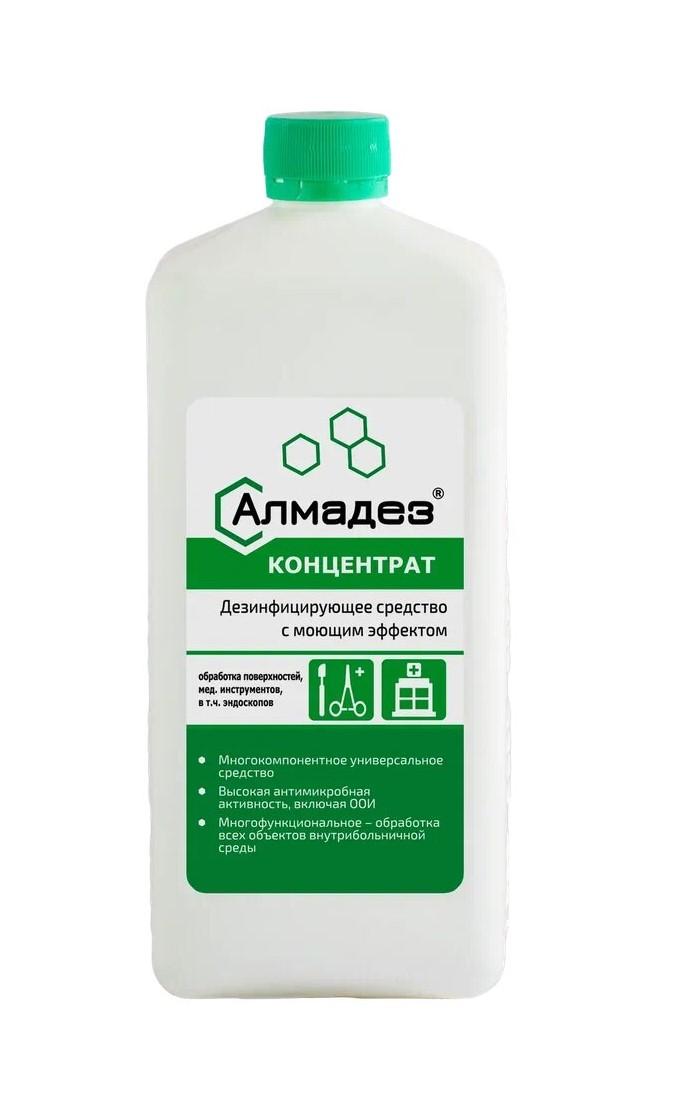 Алмадез®
КОНЦЕНТРАТ
Дезинфицирующее средство
с моющим эффектом
обработка поверхностей,
мед. инструментов,
в т.ч. эндоскопов
Многокомпонентное универсальное
средство
Высокая антимикробная
активность, включая ООИ
Многофункциональное – обработка
всех объектов внутрибольничной
среды